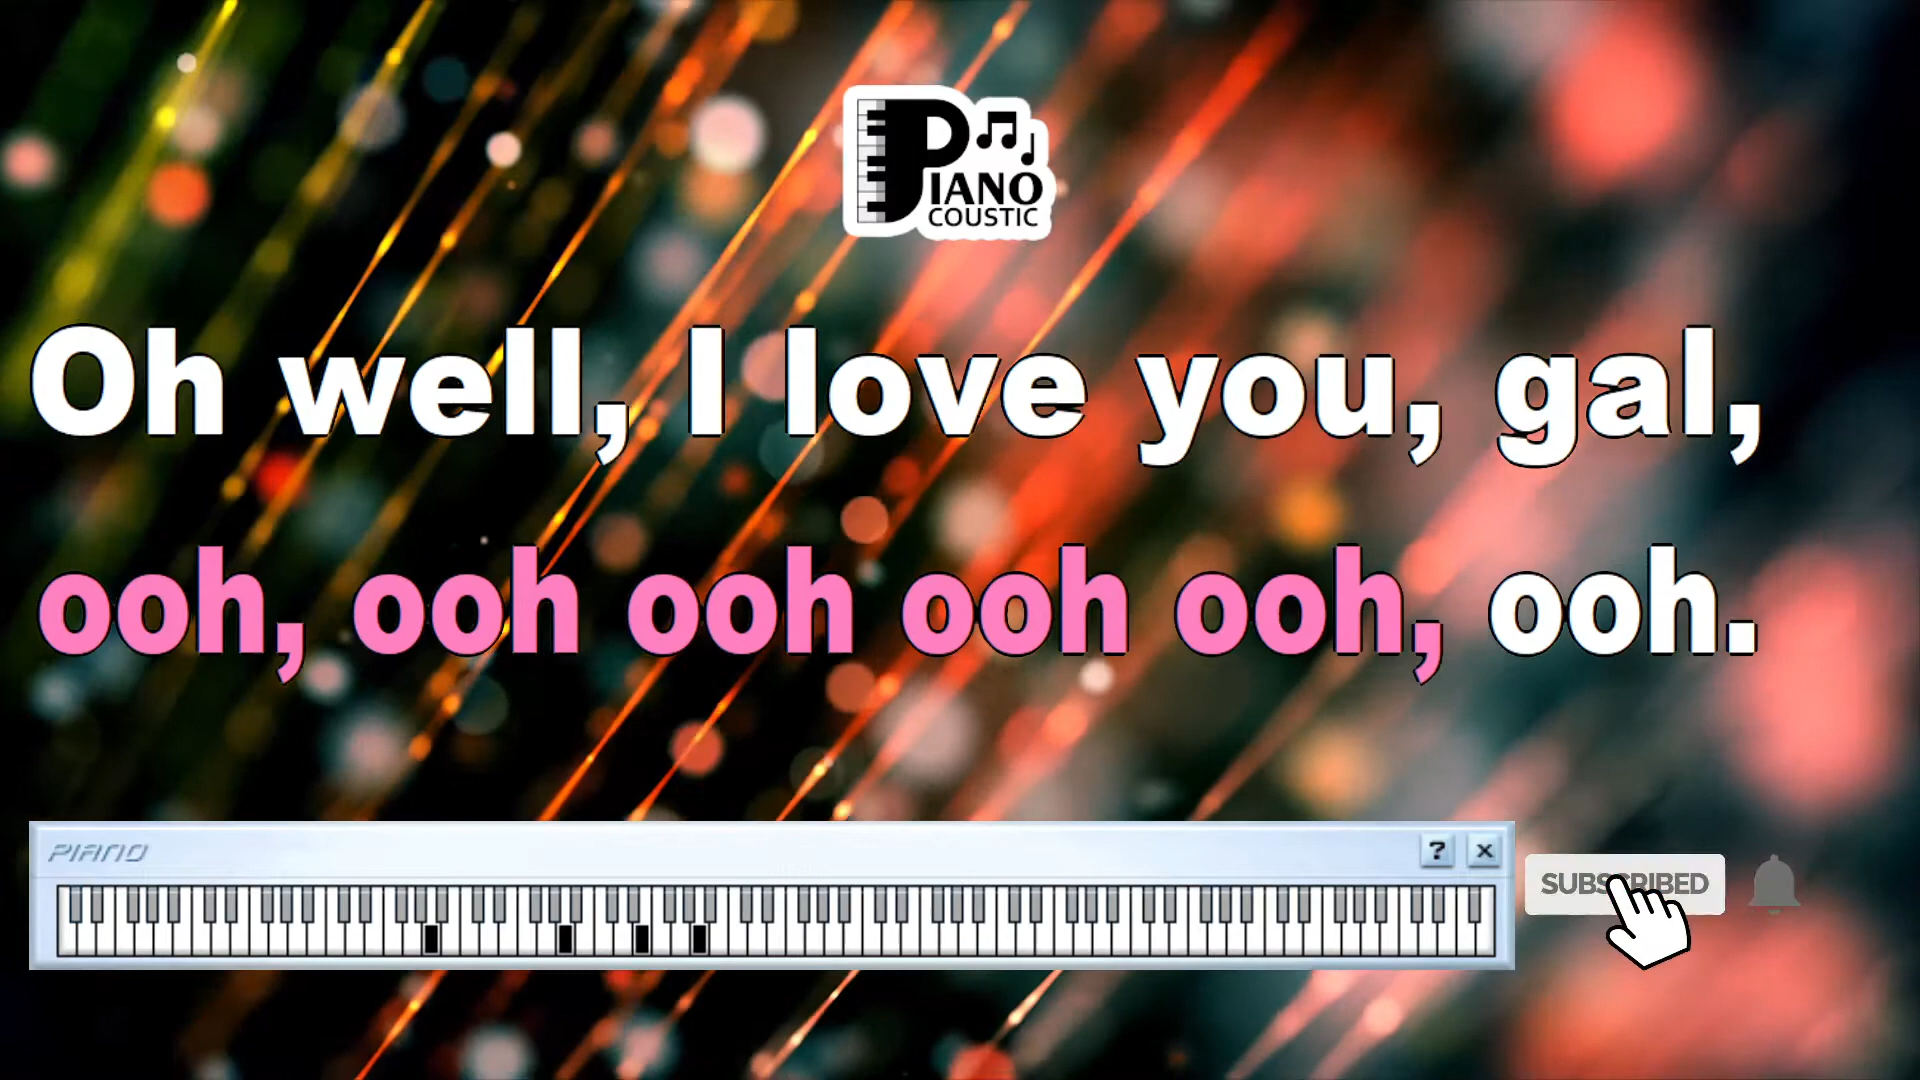 PIANO
COUSTIC
Oh well, I love you, gal,
ooh, ooh ooh ooh ooh, ooh.
PIANO
? X
SUBSCRIBED